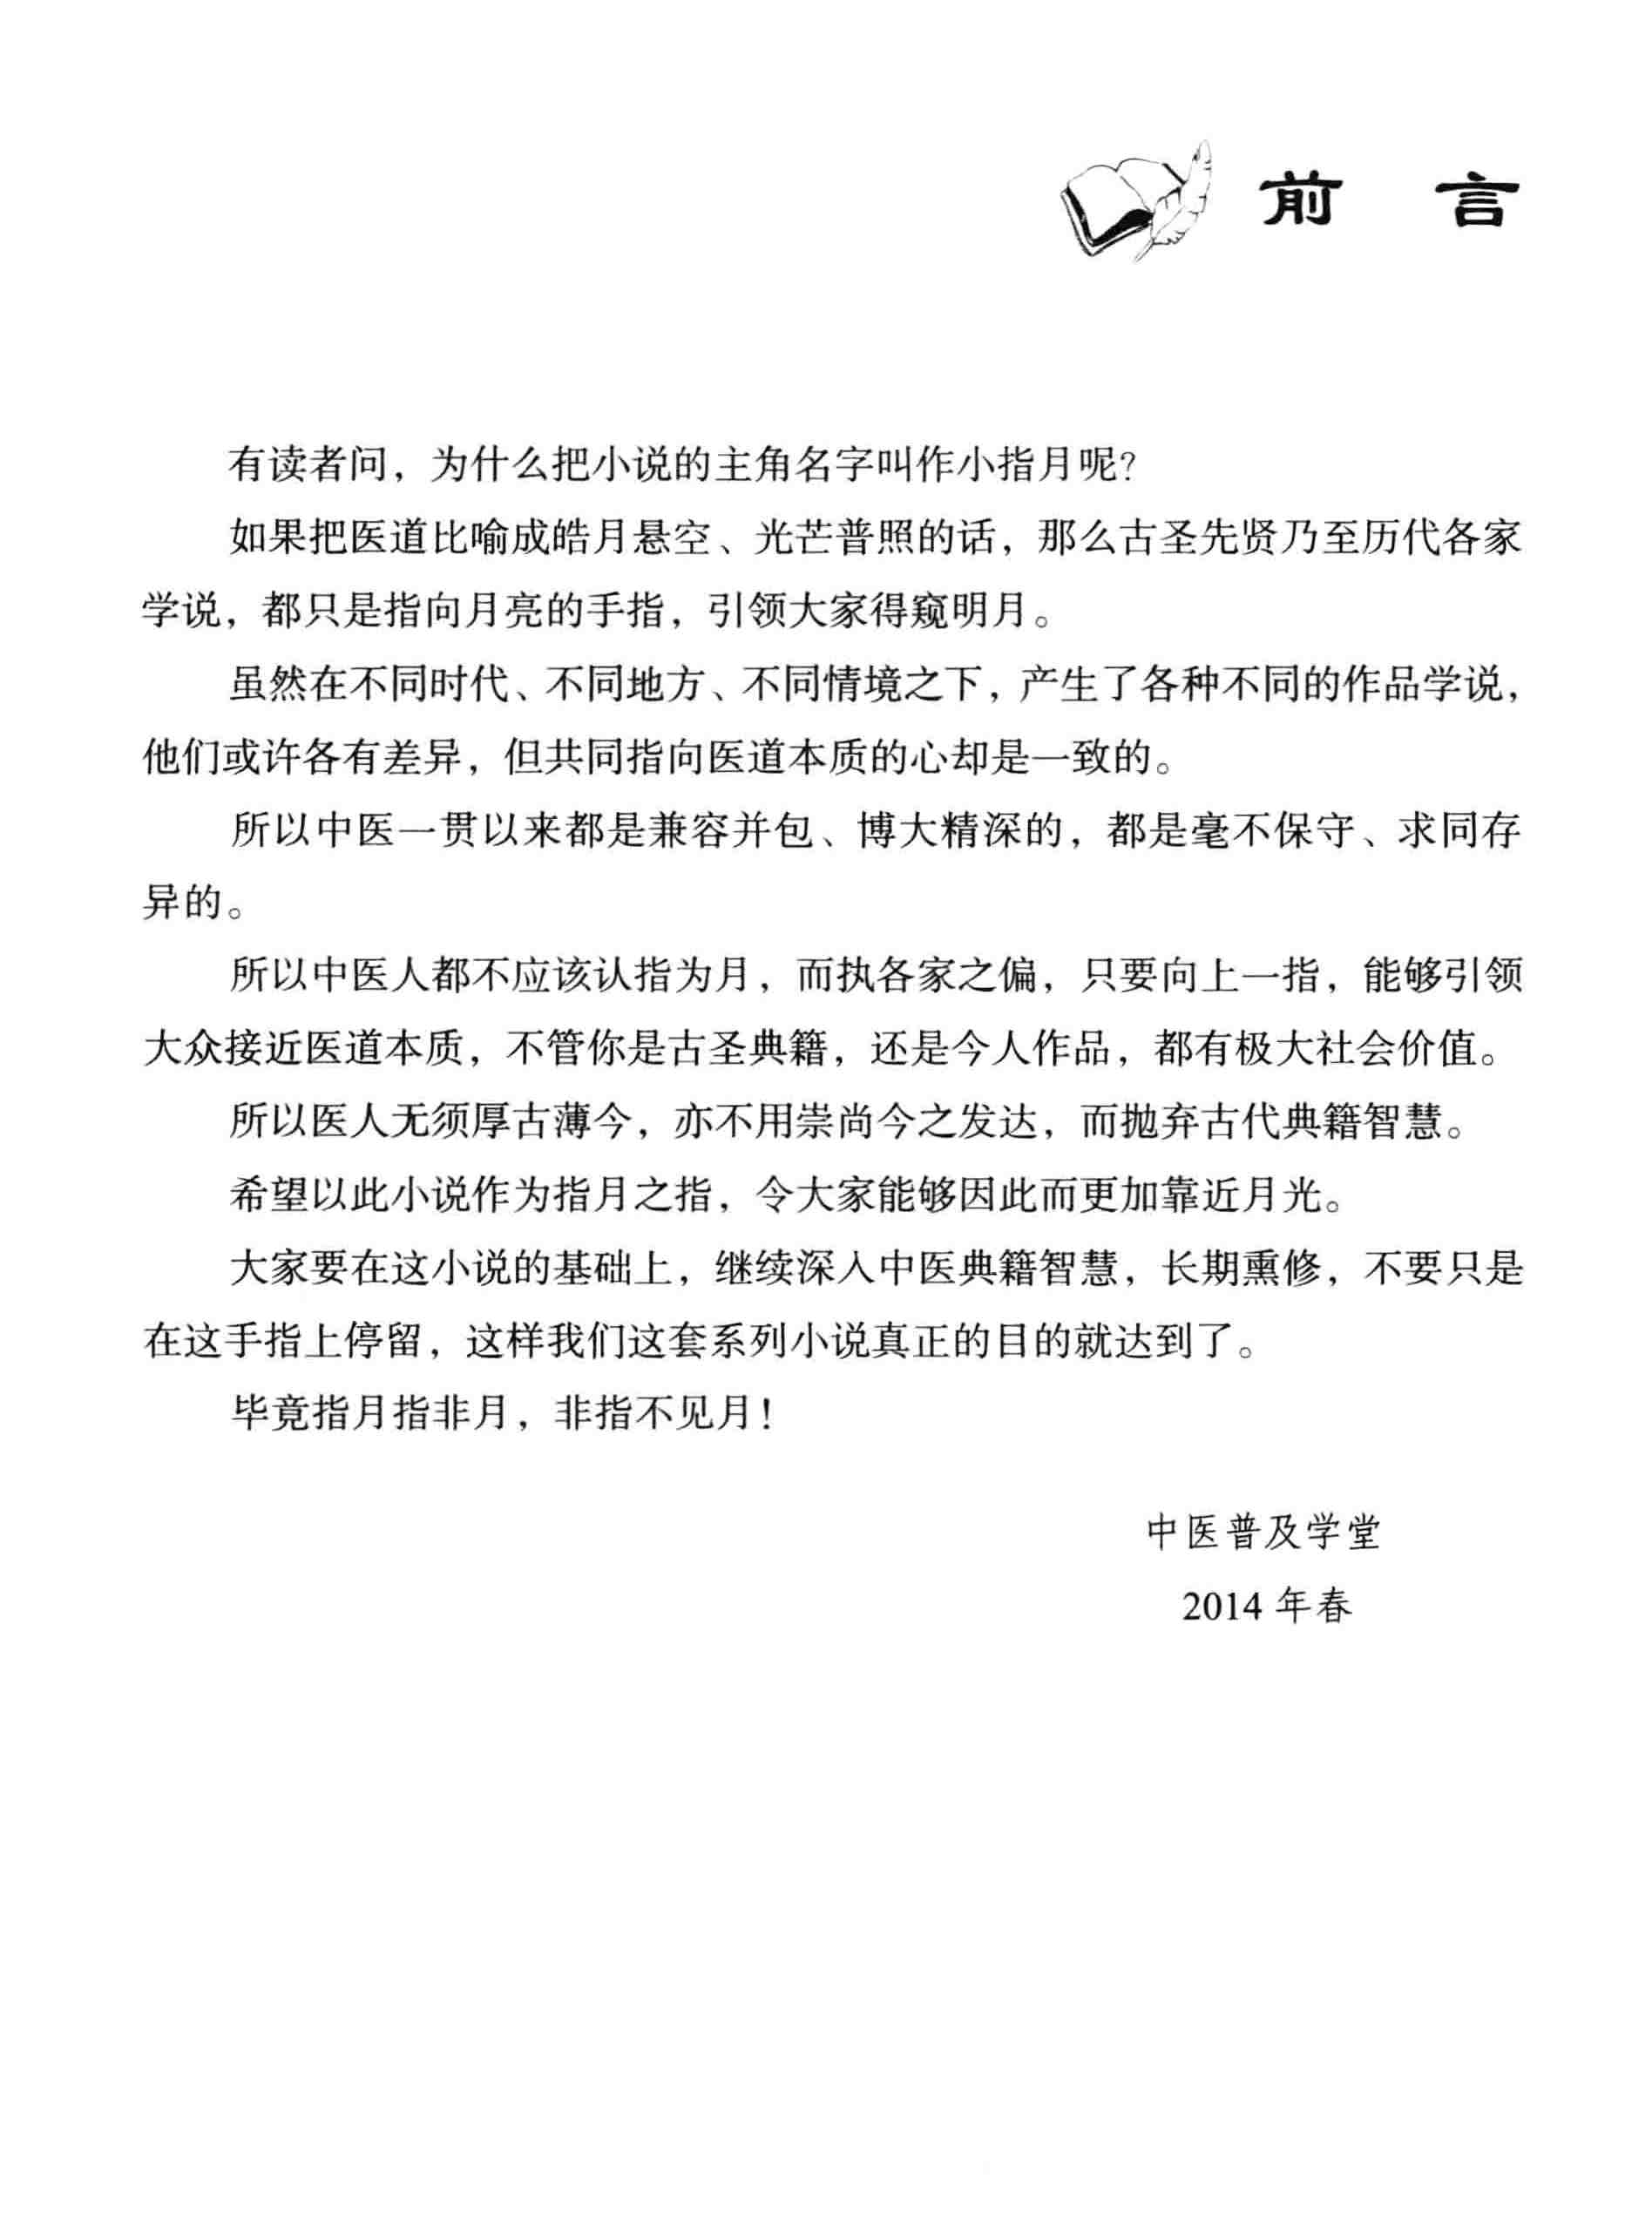 前 言
有读者问，为什么把小说的主角名字叫作小指月呢？
如果把医道比喻成皓月悬空、光芒普照的话，那么古圣先贤乃至历代各家
学说，都只是指向月亮的手指，引领大家得窥明月。
虽然在不同时代、不同地方、不同情境之下，产生了各种不同的作品学说，
他们或许各有差异，但共同指向医道本质的心却是一致的。
所以中医一贯以来都是兼容并包、博大精深的，都是毫不保守、求同存
异的。
所以中医人都不应该认指为月，而执各家之偏，只要向上一指，能够引领
大众接近医道本质，不管你是古圣典籍，还是今人作品，都有极大社会价值。
所以医人无须厚古薄今，亦不用崇尚今之发达，而抛弃古代典籍智慧。
希望以此小说作为指月之指，令大家能够因此而更加靠近月光。
大家要在这小说的基础上，继续深入中医典籍智慧，长期熏修，不要只是
在这手指上停留，这样我们这套系列小说真正的目的就达到了。
毕竟指月指非月，非指不见月！
中医普及学堂
2014 年春